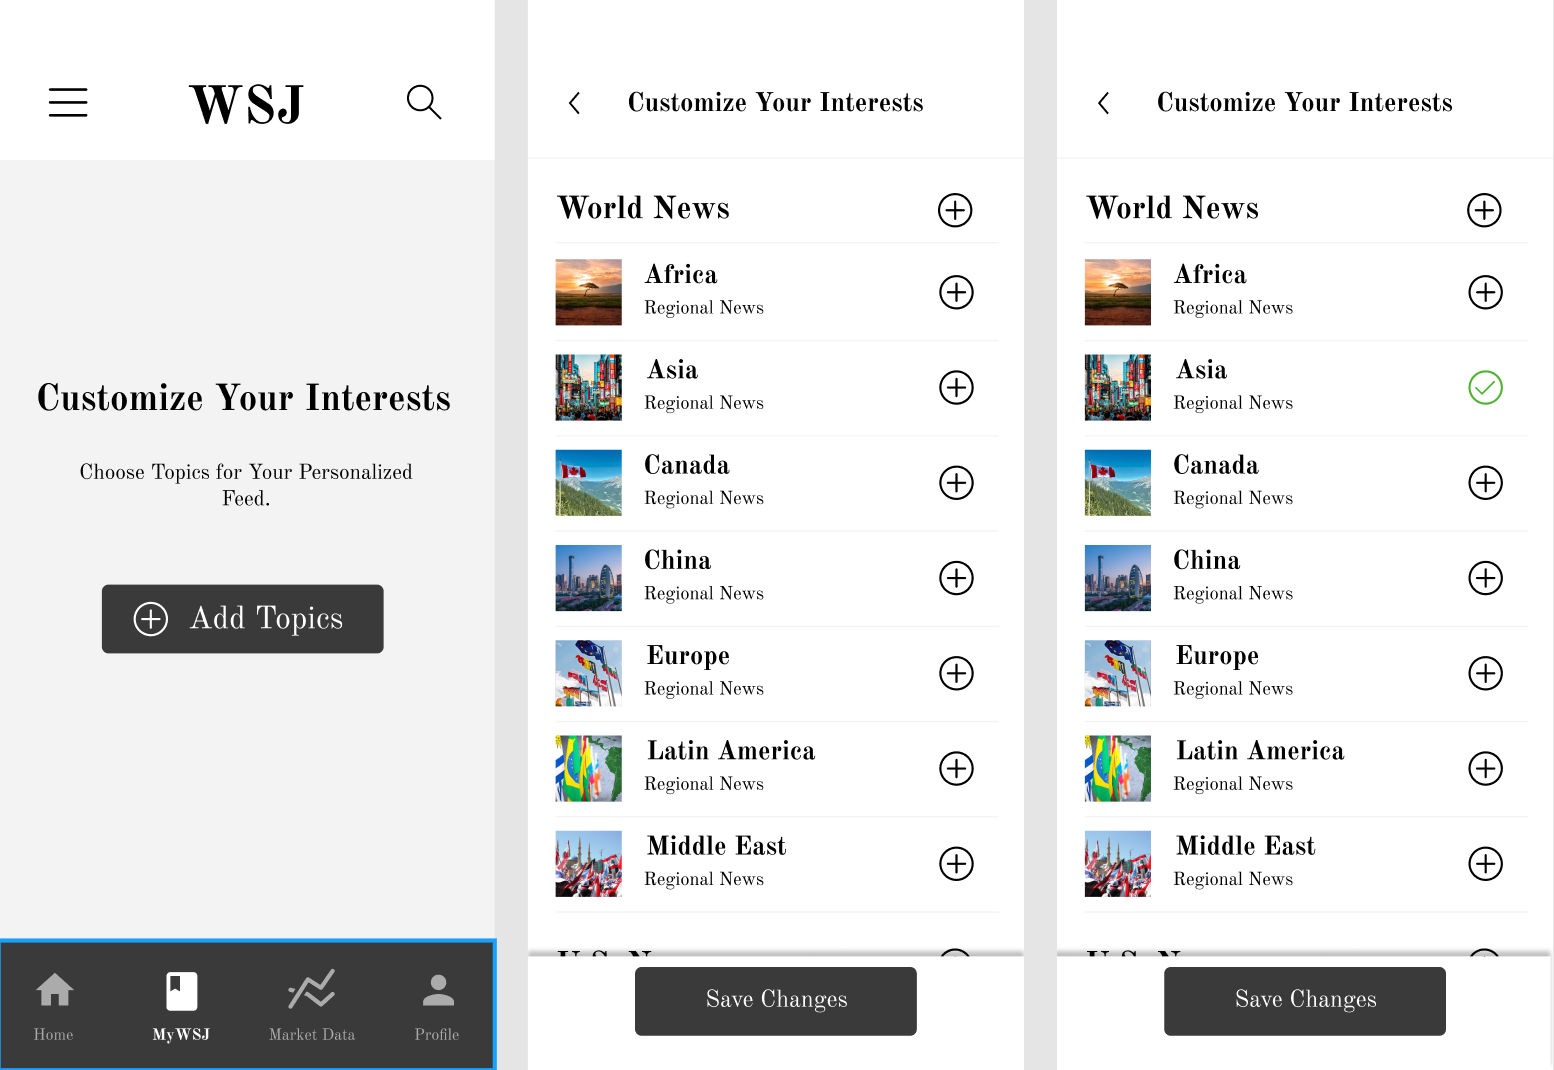 WSJ
Customize Your Interests
Choose Topics for Your Personalized
Feed.
Add Topics
Home
MyWSJ
Market Data
Profile
Customize Your Interests
World News
Africa
Regional News
Asia
Regional News
Canada
Regional News
China
Regional News
Europe
Regional News
Latin America
Regional News
Middle East
Regional News
Save Changes
Customize Your Interests
World News
Africa
Regional News
Asia
Regional News
Canada
Regional News
China
Regional News
Europe
Regional News
Latin America
Regional News
Middle East
Regional News
Save Changes